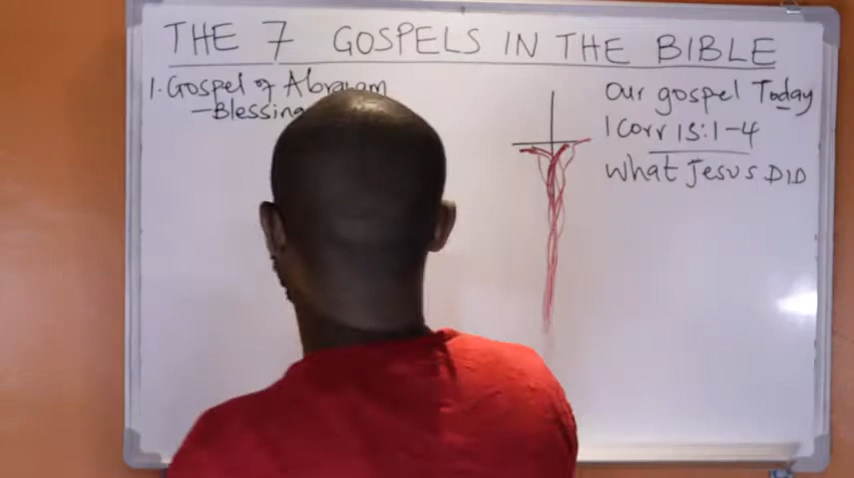 THE 7 GOSPELS IN THE BIBLE
1. Gospel of Abraham
– Blessing
Our gospel Today
1 Corr 15:1-4
What Jesus DID